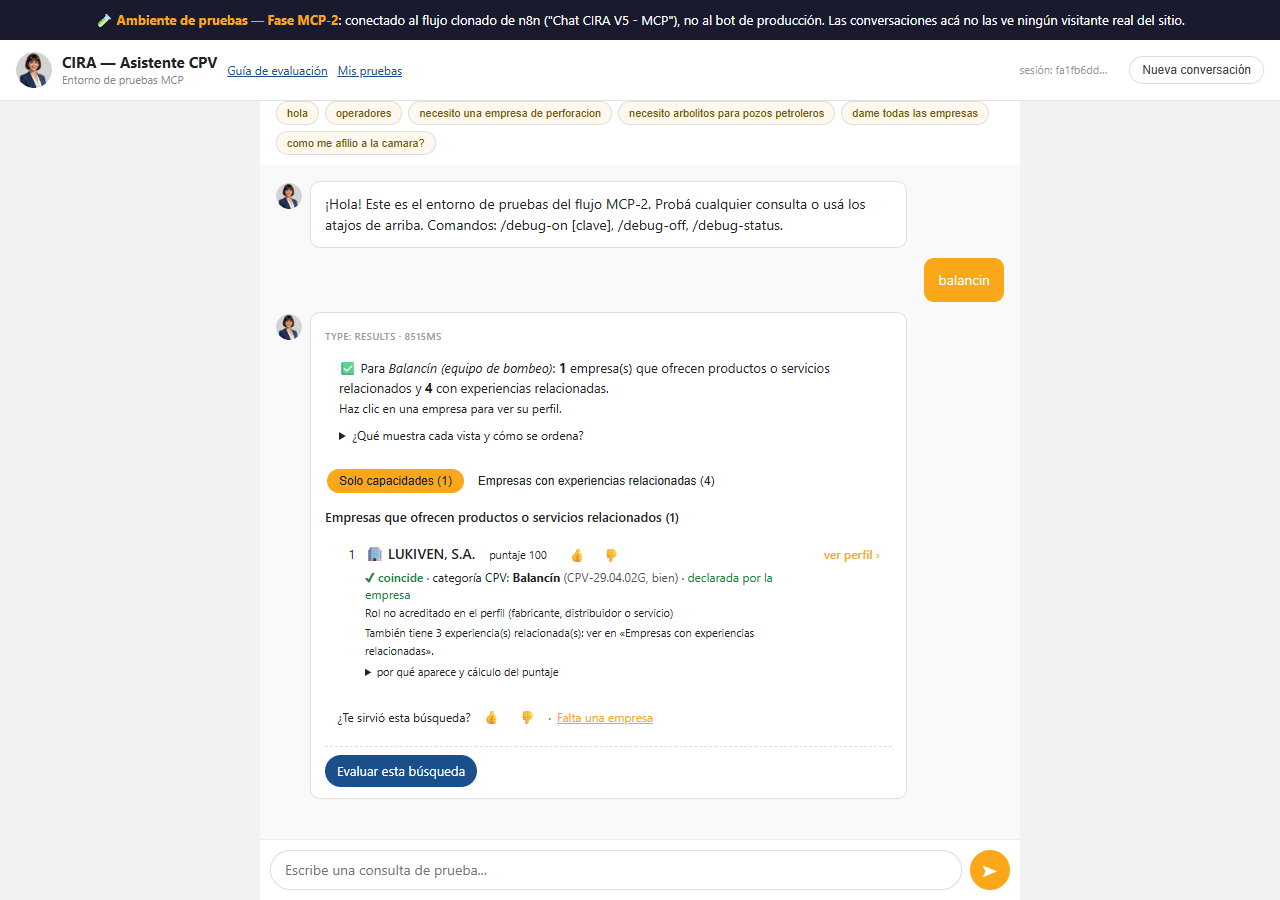 Ambiente de pruebas — Fase MCP-2: conectado al flujo clonado de n8n ("Chat CIRA V5 - MCP"), no al bot de producción. Las conversaciones acá no las ve ningún visitante real del sitio.
CIRA — Asistente CPV
Entorno de pruebas MCP
Guía de evaluación Mis pruebas
sesión: fa1fb6dd...
Nueva conversación
hola operadores necesito una empresa de perforacion necesito arbolitos para pozos petroleros dame todas las empresas
como me afilio a la camara?
¡Hola! Este es el entorno de pruebas del flujo MCP-2. Probá cualquier consulta o usá los
atajos de arriba. Comandos: /debug-on [clave], /debug-off, /debug-status.
balancin
TYPE: RESULTS · 8515MS
✅ Para Balancín (equipo de bombeo): 1 empresa(s) que ofrecen productos o servicios
relacionados y 4 con experiencias relacionadas.
Haz clic en una empresa para ver su perfil.
▶ ¿Qué muestra cada vista y cómo se ordena?
Solo capacidades (1) Empresas con experiencias relacionadas (4)
Empresas que ofrecen productos o servicios relacionados (1)
1 🏢 LUKIVEN, S.A. puntaje 100 👍 👎 ver perfil ›
✔ coincide · categoría CPV: Balancín (CPV-29.04.02G, bien) · declarada por la
empresa
Rol no acreditado en el perfil (fabricante, distribuidor o servicio)
También tiene 3 experiencia(s) relacionada(s): ver en «Empresas con experiencias
relacionadas».
▶ por qué aparece y cálculo del puntaje
¿Te sirvió esta búsqueda? 👍 👎 · Falta una empresa
Evaluar esta búsqueda
Escribe una consulta de prueba...